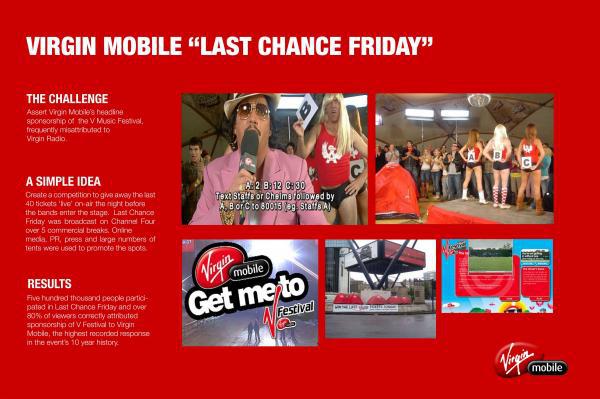 VIRGIN MOBILE “LAST CHANCE FRIDAY”
THE CHALLENGE
Assert Virgin Mobile's headline
sponsorship of the V Music Festival,
frequently misattributed to
Virgin Radio.
A SIMPLE IDEA
Create a competition to give away the last
40 tickets 'live' on-air the night before
the bands enter the stage. Last Chance
Friday was broadcast on Channel Four
over 5 commercial breaks. Online
media, PR, press and large numbers of
tents were used to promote the spots.
RESULTS
Five hundred thousand people partici-
pated in Last Chance Friday and over
80% of viewers correctly attributed
sponsorship of V Festival to Virgin
Mobile, the highest recorded response
in the event's 10 year history.
B
C
A: 2 B: 12 C: 30
Text Staffs or Chelms followed by
A, B or C to 80015 (eg. Staffs A)
A B C
Virgin mobile
Get me to
V Festival
Virgin mobile